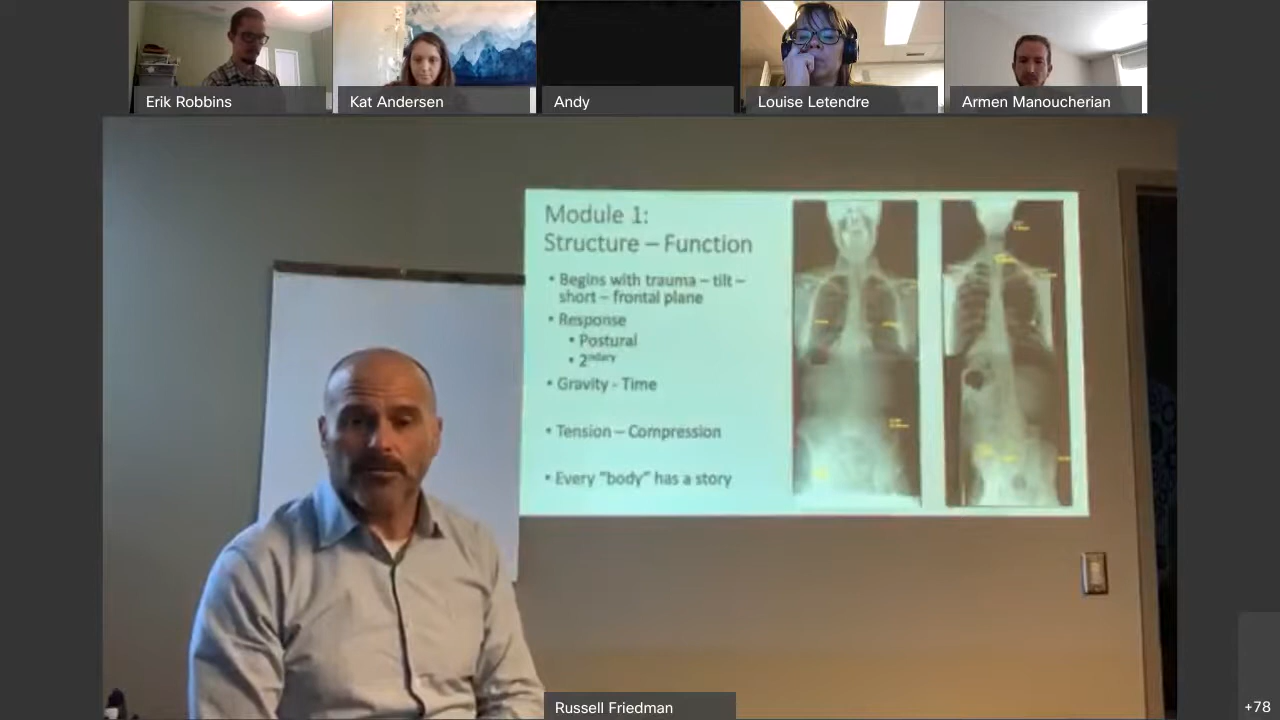 Erik Robbins
Kat Andersen
Andy
Louise Letendre
Armen Manoucherian
Module 1:
Structure – Function
• Begins with trauma – tilt –
short – frontal plane
• Response
• Postural
• 2ndary
• Gravity - Time
• Tension – Compression
• Every "body" has a story
Russell Friedman
+78